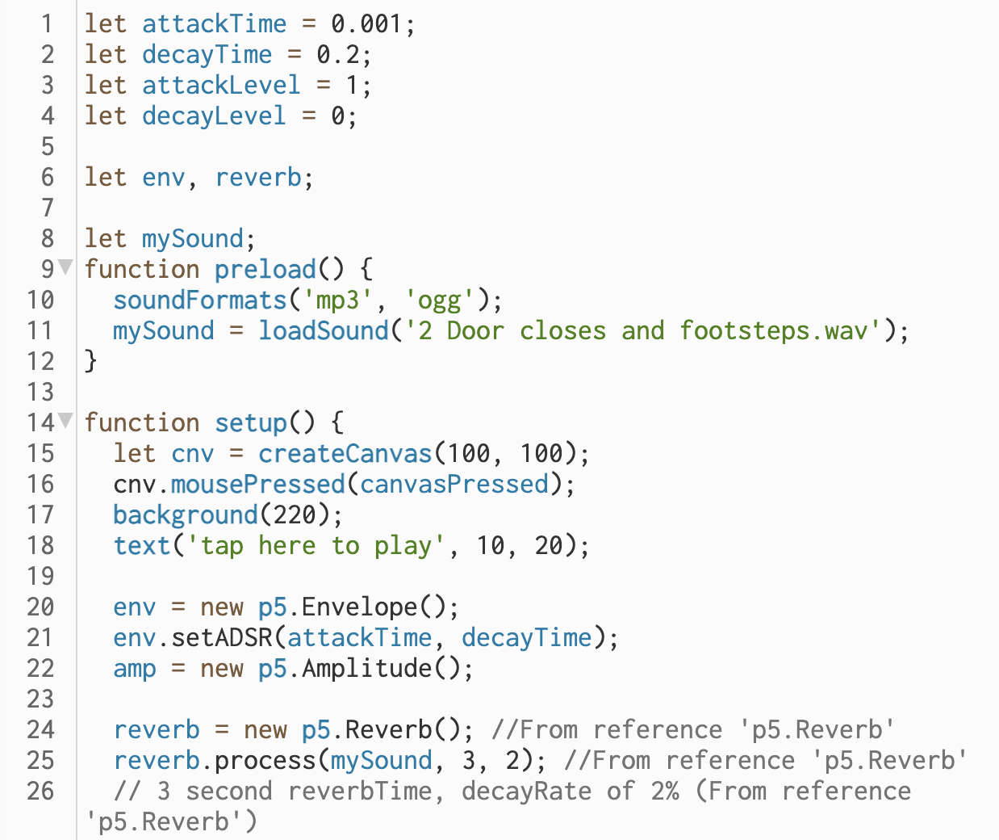 1 let attackTime = 0.001;
2 let decayTime = 0.2;
3 let attackLevel = 1;
4 let decayLevel = 0;
5
6 let env, reverb;
7
8 let mySound;
9 function preload() {
10   soundFormats('mp3', 'ogg');
11   mySound = loadSound('2 Door closes and footsteps.wav');
12 }
13
14 function setup() {
15   let cnv = createCanvas(100, 100);
16   cnv.mousePressed(canvasPressed);
17   background(220);
18   text('tap here to play', 10, 20);
19
20   env = new p5.Envelope();
21   env.setADSR(attackTime, decayTime);
22   amp = new p5.Amplitude();
23
24   reverb = new p5.Reverb(); //From reference 'p5.Reverb'
25   reverb.process(mySound, 3, 2); //From reference 'p5.Reverb'
26   // 3 second reverbTime, decayRate of 2% (From reference
'p5.Reverb')